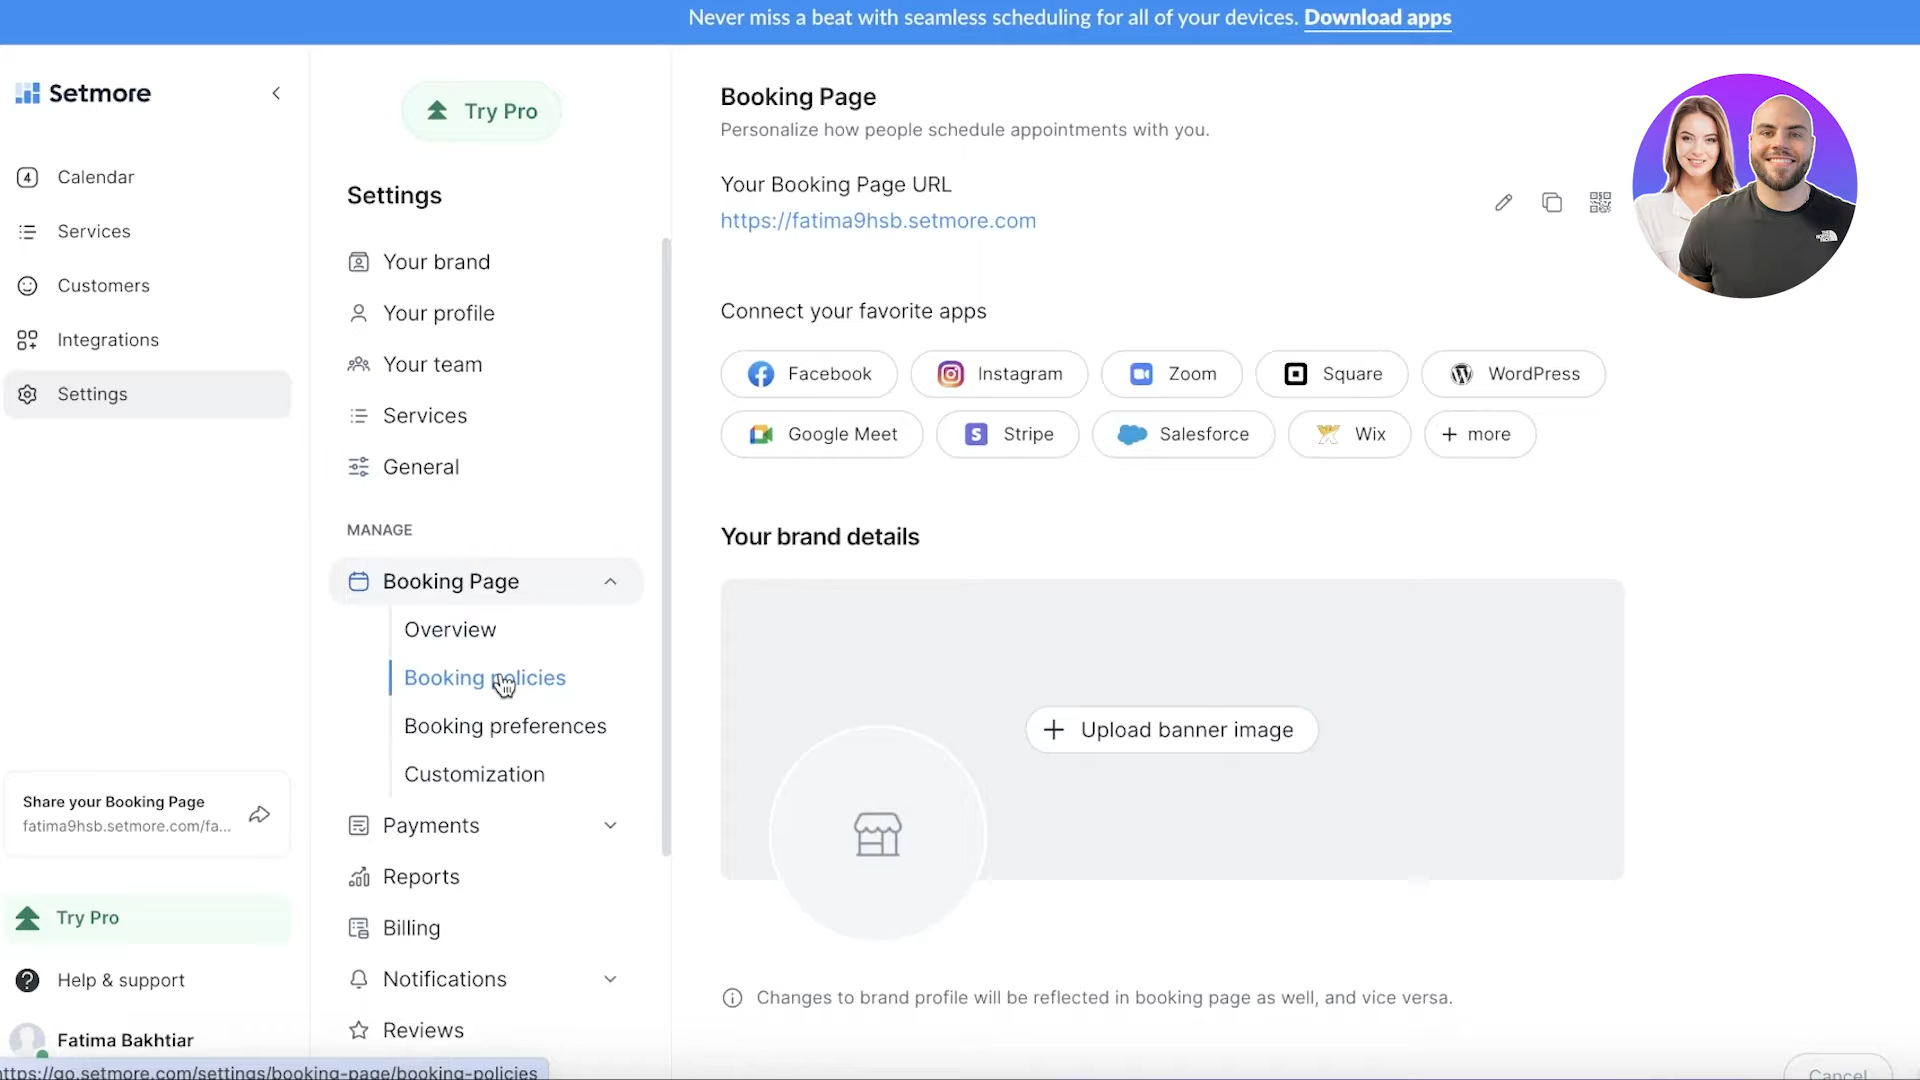 Never miss a beat with seamless scheduling for all of your devices. Download apps
Setmore
4 Calendar
Services
Customers
Integrations
Settings
Share your Booking Page
fatima9hsb.setmore.com/fa...
Try Pro
? Help & support
Fatima Bakhtiar
https://go.setmore.com/settings/booking-page/booking-policies
Try Pro
Settings
Your brand
Your profile
Your team
Services
General
MANAGE
Booking Page
Overview
Booking policies
Booking preferences
Customization
Payments
Reports
Billing
Notifications
Reviews
Booking Page
Personalize how people schedule appointments with you.
Your Booking Page URL
https://fatima9hsb.setmore.com
Connect your favorite apps
Facebook Instagram Zoom Square WordPress
Google Meet S Stripe Salesforce Wix + more
Your brand details
+ Upload banner image
Changes to brand profile will be reflected in booking page as well, and vice versa.
Cancel